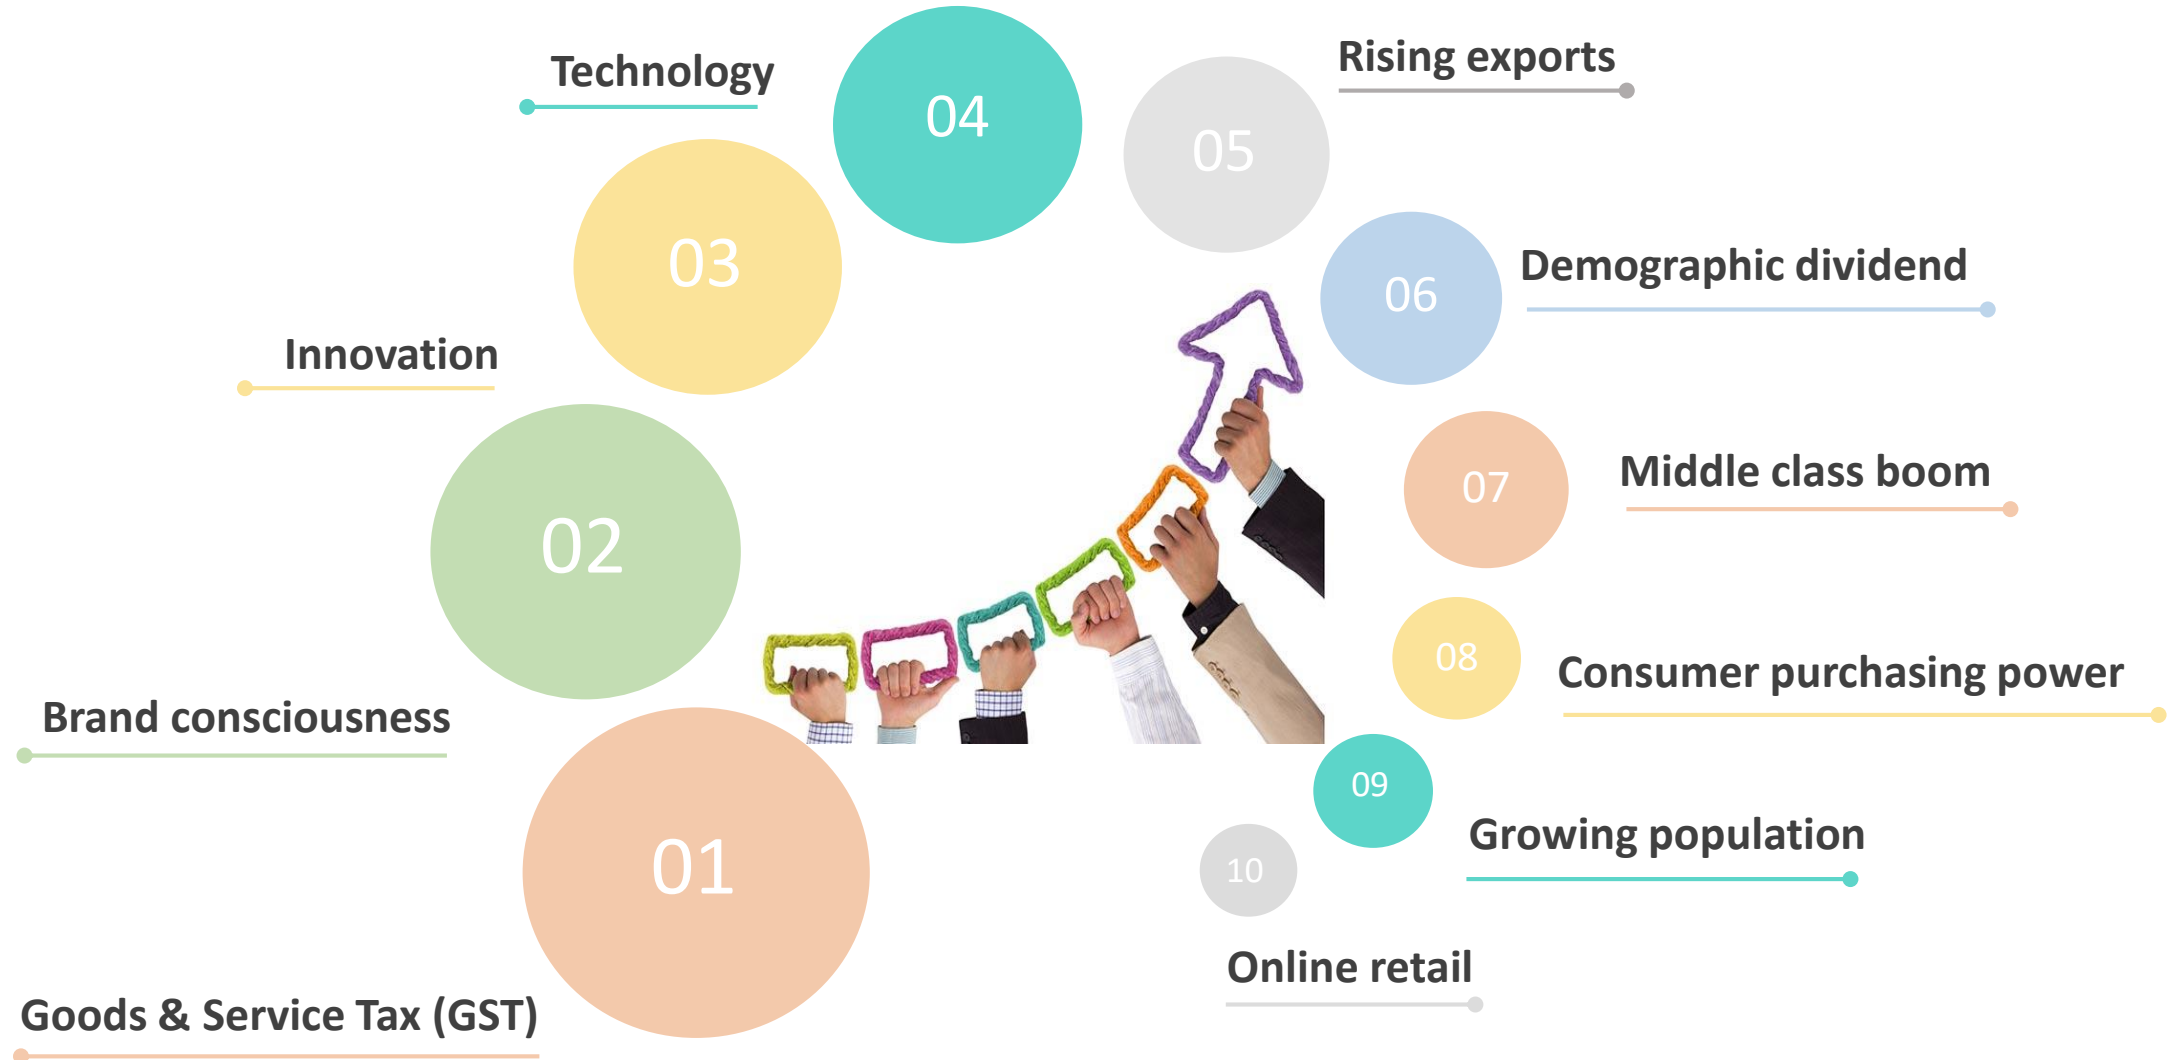 01
Goods & Service Tax (GST)
02
Brand consciousness
03
Innovation
04
Technology
05
Rising exports
06
Demographic dividend
07
Middle class boom
08
Consumer purchasing power
09
Growing population
10
Online retail